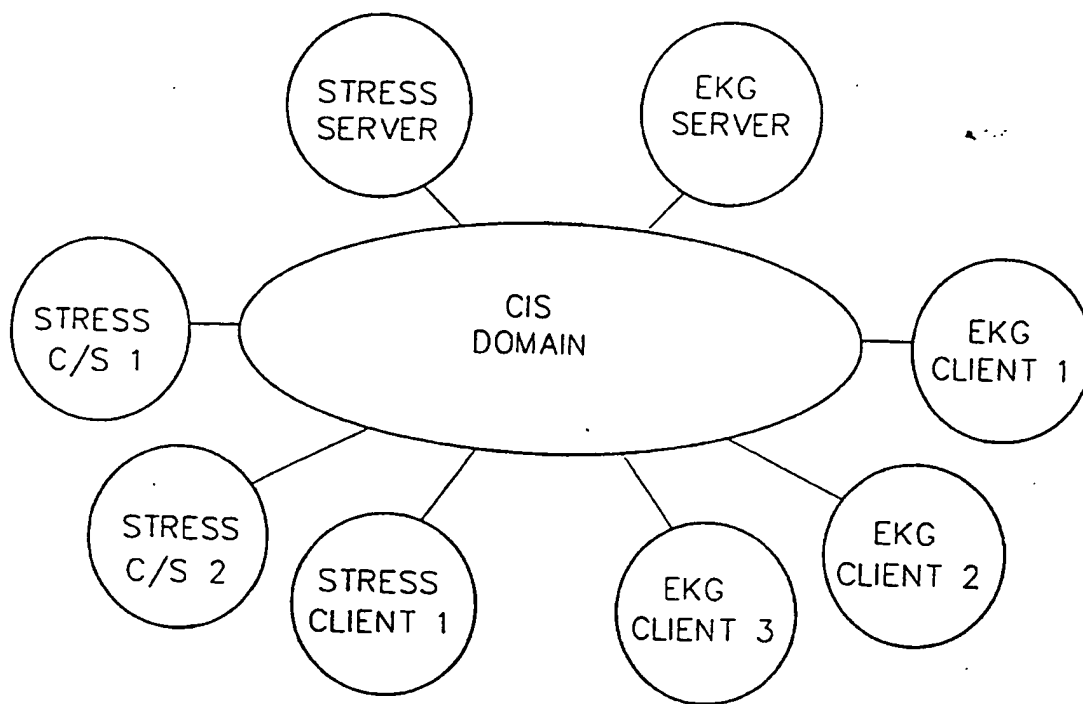 STRESS
SERVER
EKG
SERVER
STRESS
C/S 1
CIS
DOMAIN
EKG
CLIENT 1
STRESS
C/S 2
STRESS
CLIENT 1
EKG
CLIENT 3
EKG
CLIENT 2